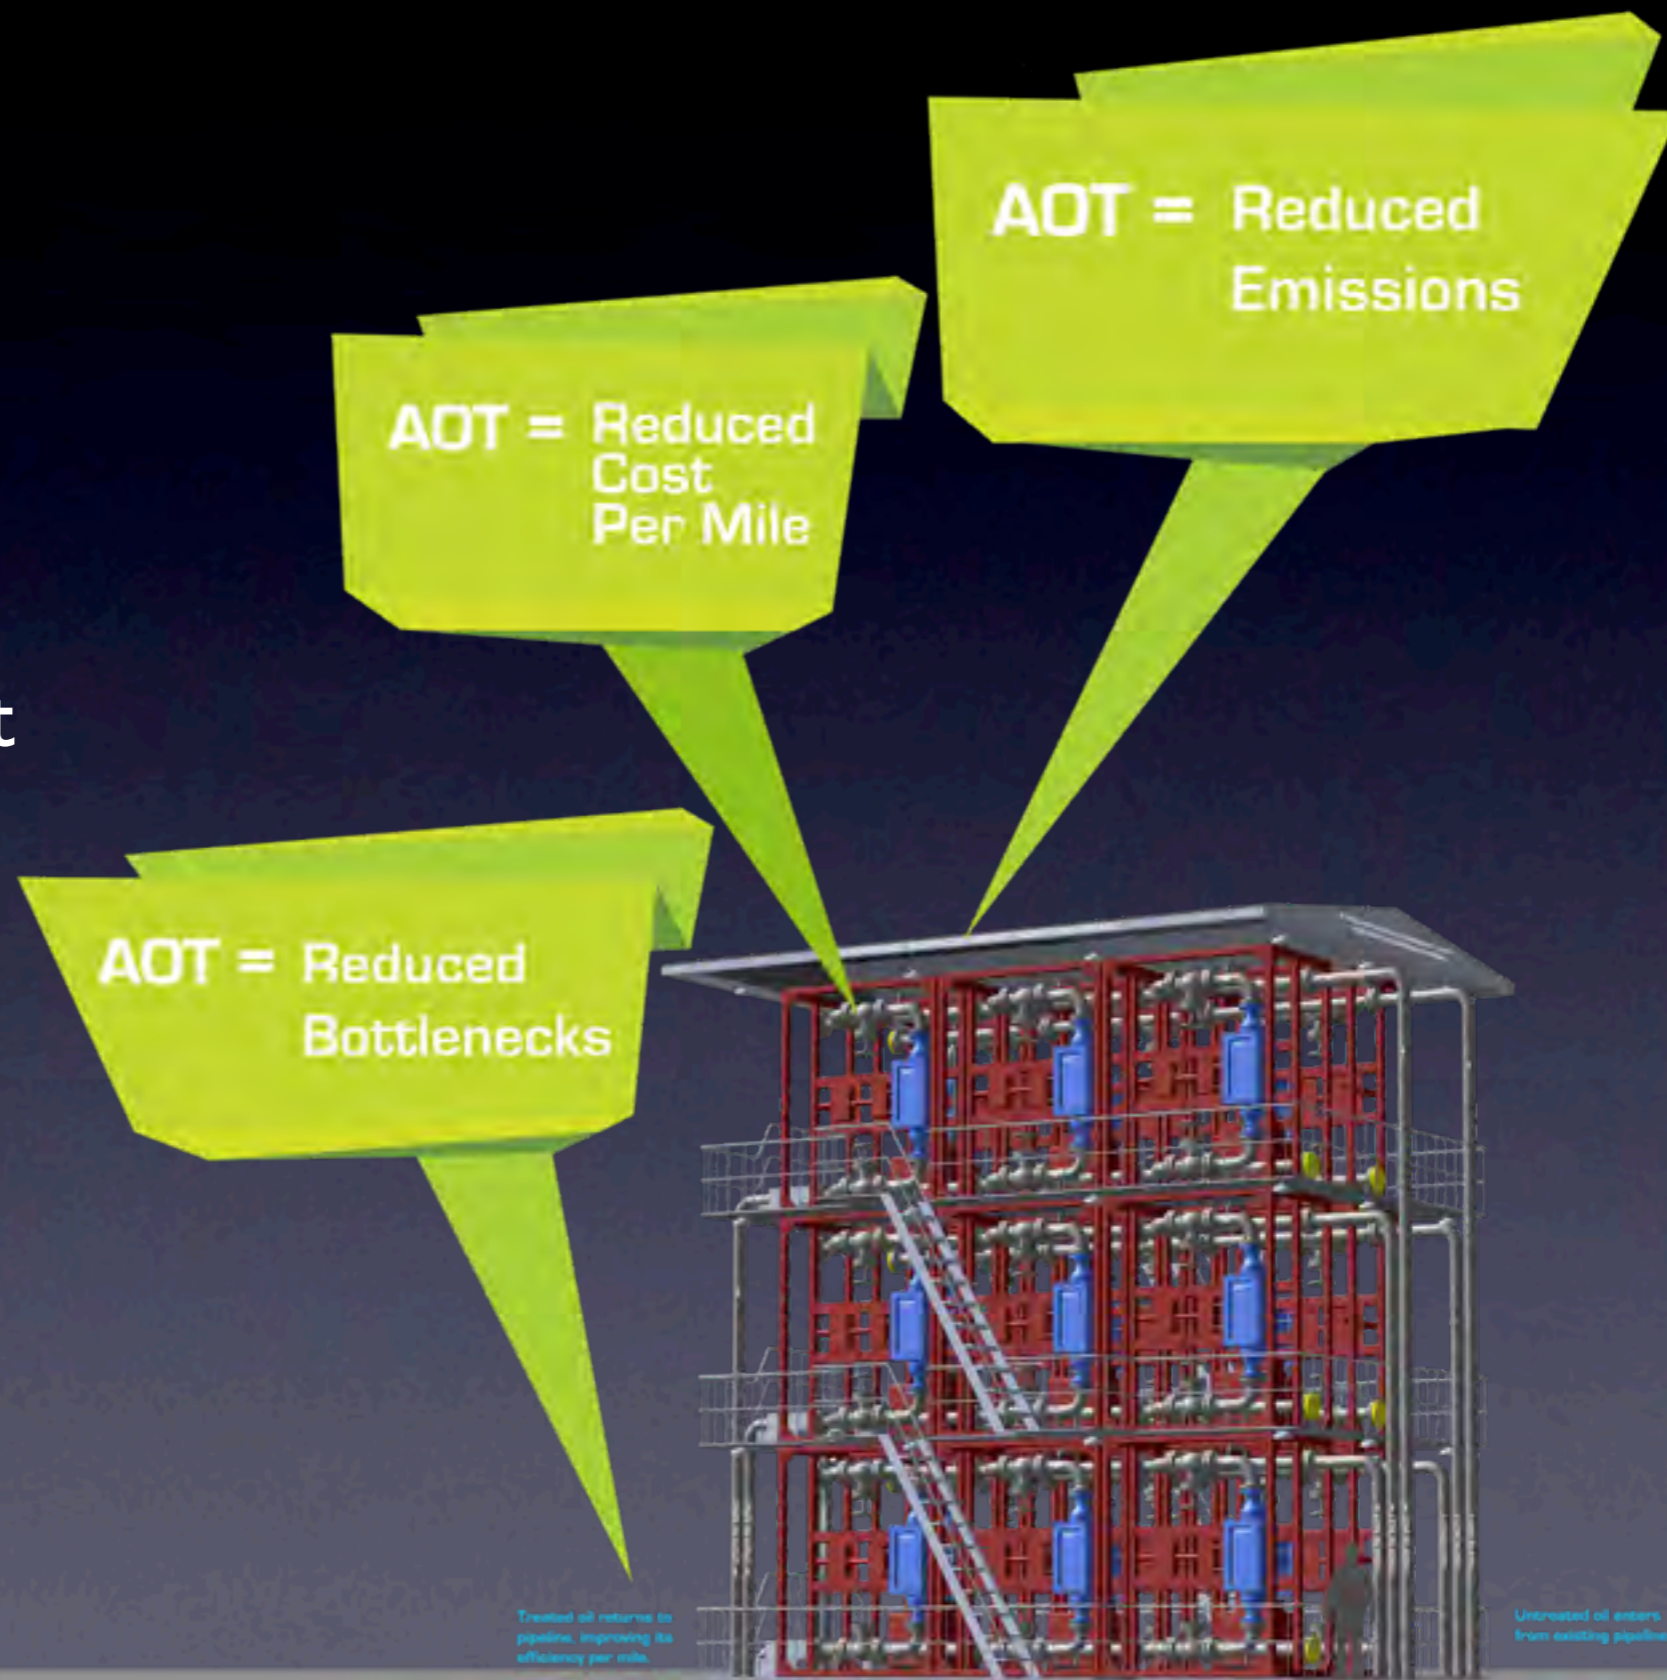 AOT = Reduced
Emissions
AOT = Reduced
Cost
Per Mile
t
AOT = Reduced
Bottlenecks
Treated oil returns to
pipeline, improving its
efficiency per mile.
Untreated oil enters
from existing pipeline